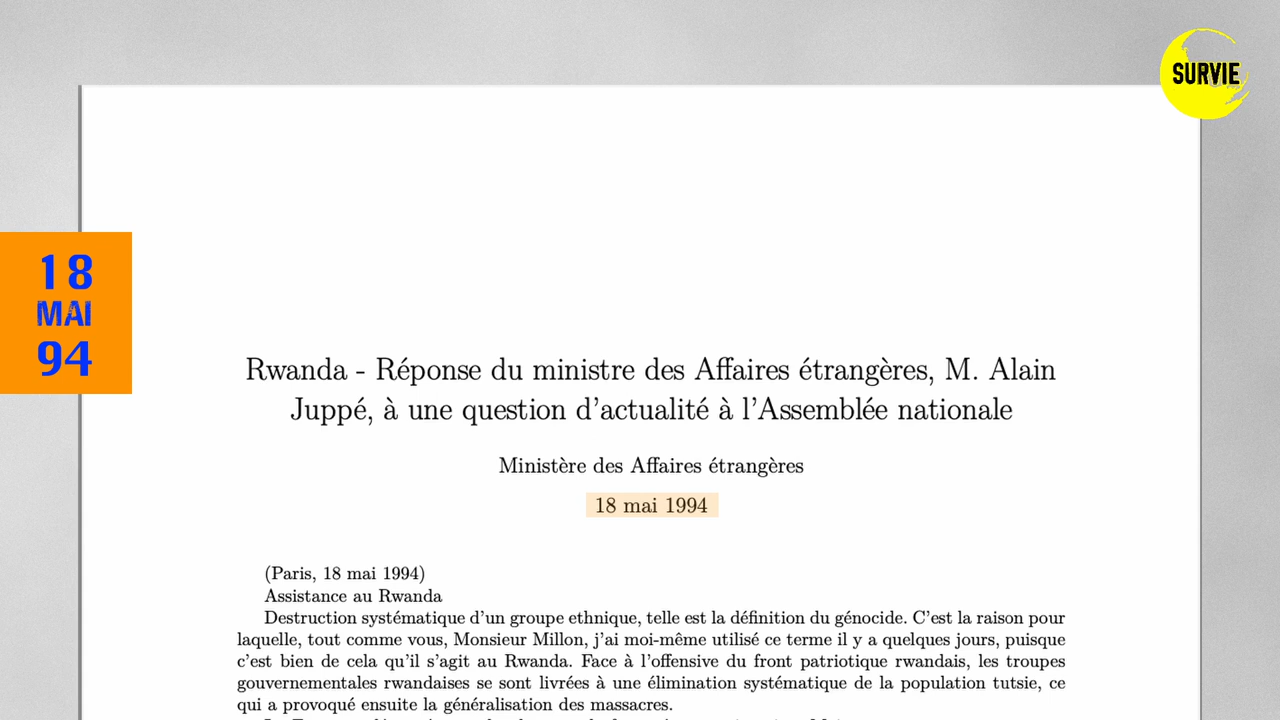 SURVIE
18
MAI
94
Rwanda - Réponse du ministre des Affaires étrangères, M. Alain
Juppé, à une question d'actualité à l'Assemblée nationale
Ministère des Affaires étrangères
18 mai 1994
(Paris, 18 mai 1994)
Assistance au Rwanda
Destruction systématique d'un groupe ethnique, telle est la définition du génocide. C'est la raison pour
laquelle, tout comme vous, Monsieur Millon, j'ai moi-même utilisé ce terme il y a quelques jours, puisque
c'est bien de cela qu'il s'agit au Rwanda. Face à l'offensive du front patriotique rwandais, les troupes
gouvernementales rwandaises se sont livrées à une élimination systématique de la population tutsie, ce
qui a provoqué ensuite la généralisation des massacres.